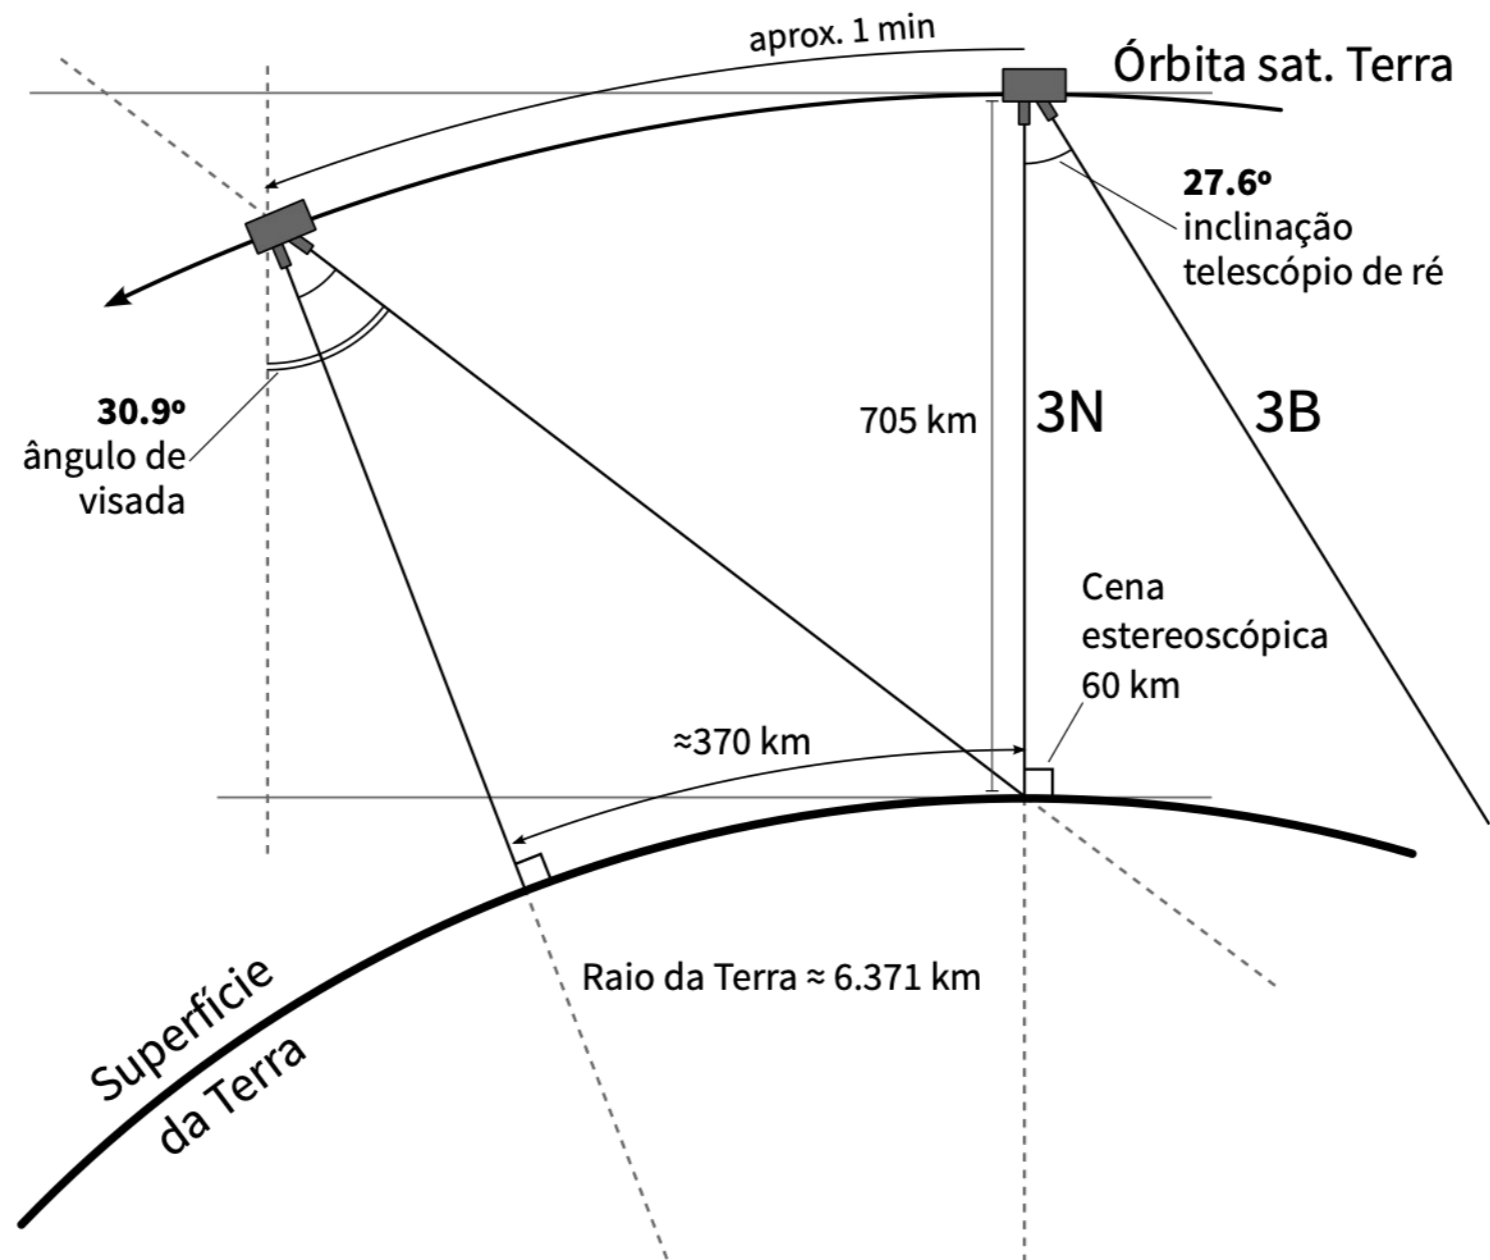 aprox. 1 min
Órbita sat. Terra
27.6º
inclinação
telescópio de ré
30.9º
ângulo de
visada
705 km
3N
3B
Cena
estereoscópica
60 km
≈370 km
Raio da Terra ≈ 6.371 km
Superfície
da Terra